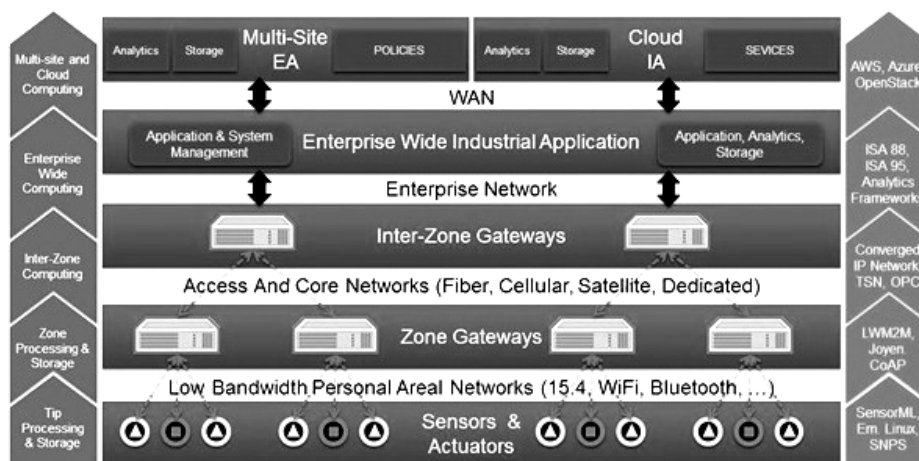 Multi-site and
Cloud
Computing
Analytics
Storage
Multi-Site
EA
POLICIES
Analytics
Storage
Cloud
IA
SEVICES
AWS, Azure,
OpenStack
WAN
Enterprise
Wide
Computing
Application & System
Management
Enterprise Wide Industrial Application
Application, Analytics,
Storage
ISA 88,
ISA 95,
Analytics
Frameworks
Enterprise Network
Inter-Zone
Computing
Inter-Zone Gateways
Converged
IP Network
TSN, OPC
Access And Core Networks (Fiber, Cellular, Satellite, Dedicated)
Zone
Processing &
Storage
Zone Gateways
LWM2M,
Joyen.
CoAP
Low Bandwidth Personal Areal Networks (15.4, WiFi, Bluetooth, ...)
Tip
Processing
& Storage
Sensors &
Actuators
SensorML,
Em. Linux,
SNPS